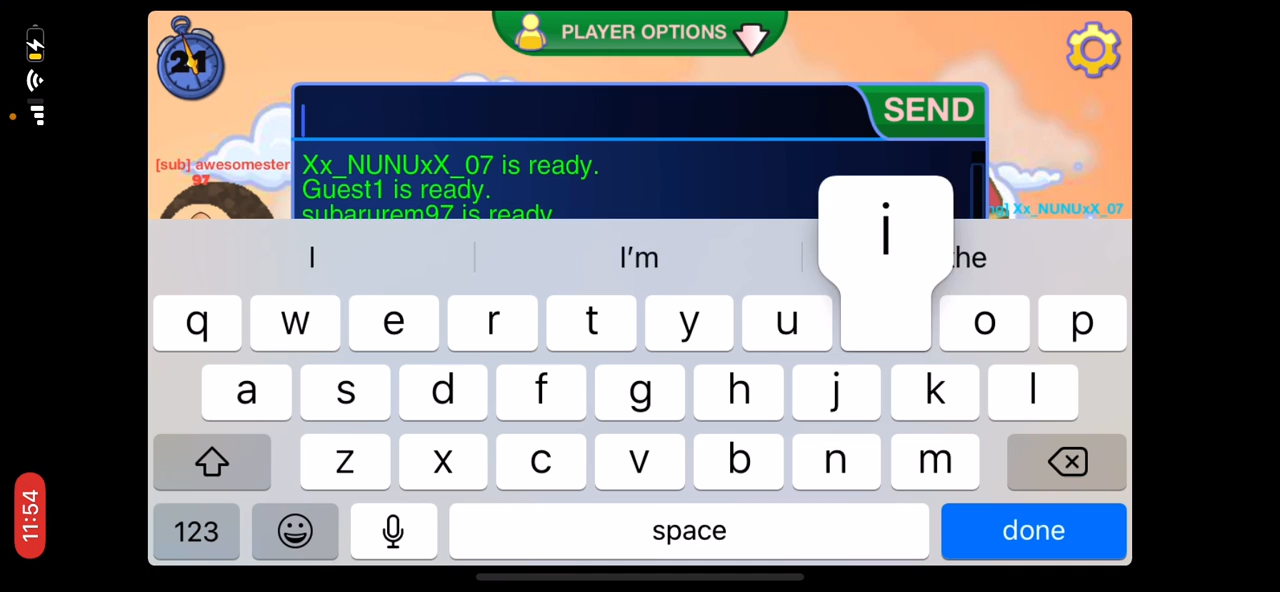 21
PLAYER OPTIONS
SEND
[sub] awesomester
97
Xx_NUNUxX_07 is ready.
Guest1 is ready.
subarurem97 is ready
Xx_NUNUxX_07
I I’m the
i
q w e r t y u o p
a s d f g h j k l
z x c v b n m
123 space done
11:54